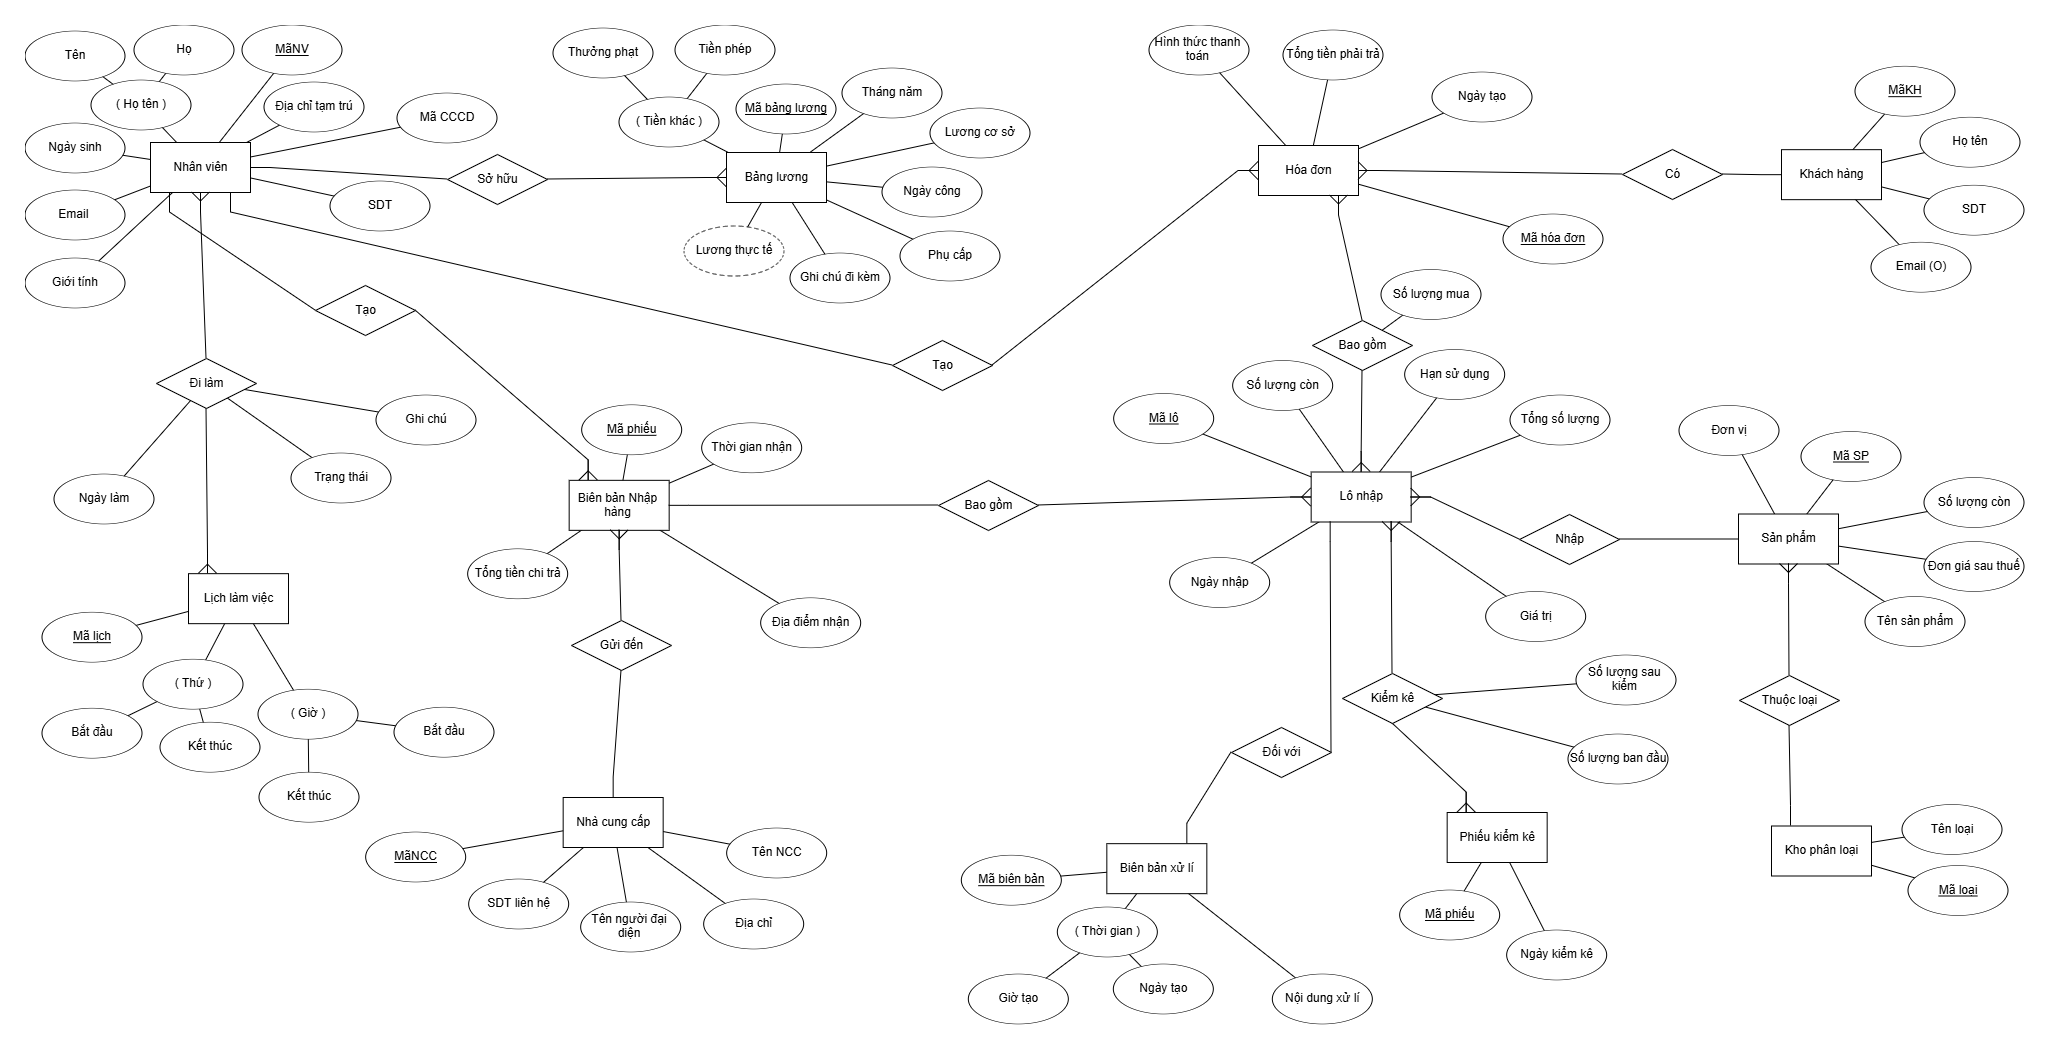 Tên
Họ
MãNV
( Họ tên )
Địa chỉ tạm trú
Mã CCCD
Ngày sinh
Nhân viên
Email
SDT
Giới tính
Sở hữu
Thưởng phạt
Tiền phép
( Tiền khác )
Mã bảng lương
Tháng năm
Lương cơ sở
Bảng lương
Ngày công
Lương thực tế
Ghi chú đi kèm
Phụ cấp
Hình thức thanh
toán
Tổng tiền phải trả
Ngày tạo
Hóa đơn
Mã hóa đơn
Có
MãKH
Họ tên
Khách hàng
SDT
Email (O)
Tạo
Tạo
Số lượng mua
Bao gồm
Đi làm
Ghi chú
Trạng thái
Ngày làm
Mã phiếu
Thời gian nhận
Biên bản Nhập
hàng
Tổng tiền chi trả
Địa điểm nhận
Bao gồm
Mã lô
Số lượng còn
Hạn sử dụng
Tổng số lượng
Lô nhập
Ngày nhập
Giá trị
Nhập
Đơn vị
Mã SP
Số lượng còn
Sản phẩm
Đơn giá sau thuế
Tên sản phẩm
Lịch làm việc
Mã lịch
( Thứ )
Bắt đầu
Kết thúc
( Giờ )
Bắt đầu
Kết thúc
Gửi đến
Nhà cung cấp
MãNCC
Tên NCC
SDT liên hệ
Tên người đại
diện
Địa chỉ
Đối với
Kiểm kê
Số lượng sau
kiểm
Số lượng ban đầu
Thuộc loại
Biên bản xử lí
Mã biên bản
( Thời gian )
Giờ tạo
Ngày tạo
Nội dung xử lí
Phiếu kiểm kê
Mã phiếu
Ngày kiểm kê
Kho phân loại
Tên loại
Mã loại